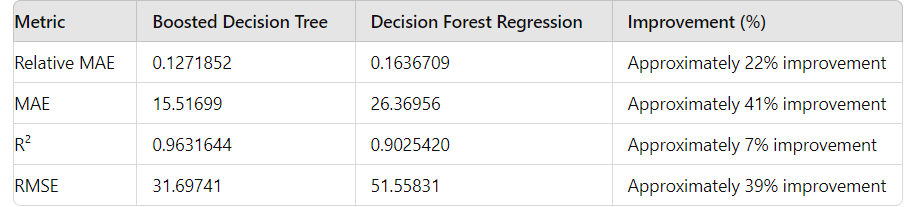 Metric Boosted Decision Tree Decision Forest Regression Improvement (%)
Relative MAE 0.1271852 0.1636709 Approximately 22% improvement
MAE 15.51699 26.36956 Approximately 41% improvement
R² 0.9631644 0.9025420 Approximately 7% improvement
RMSE 31.69741 51.55831 Approximately 39% improvement